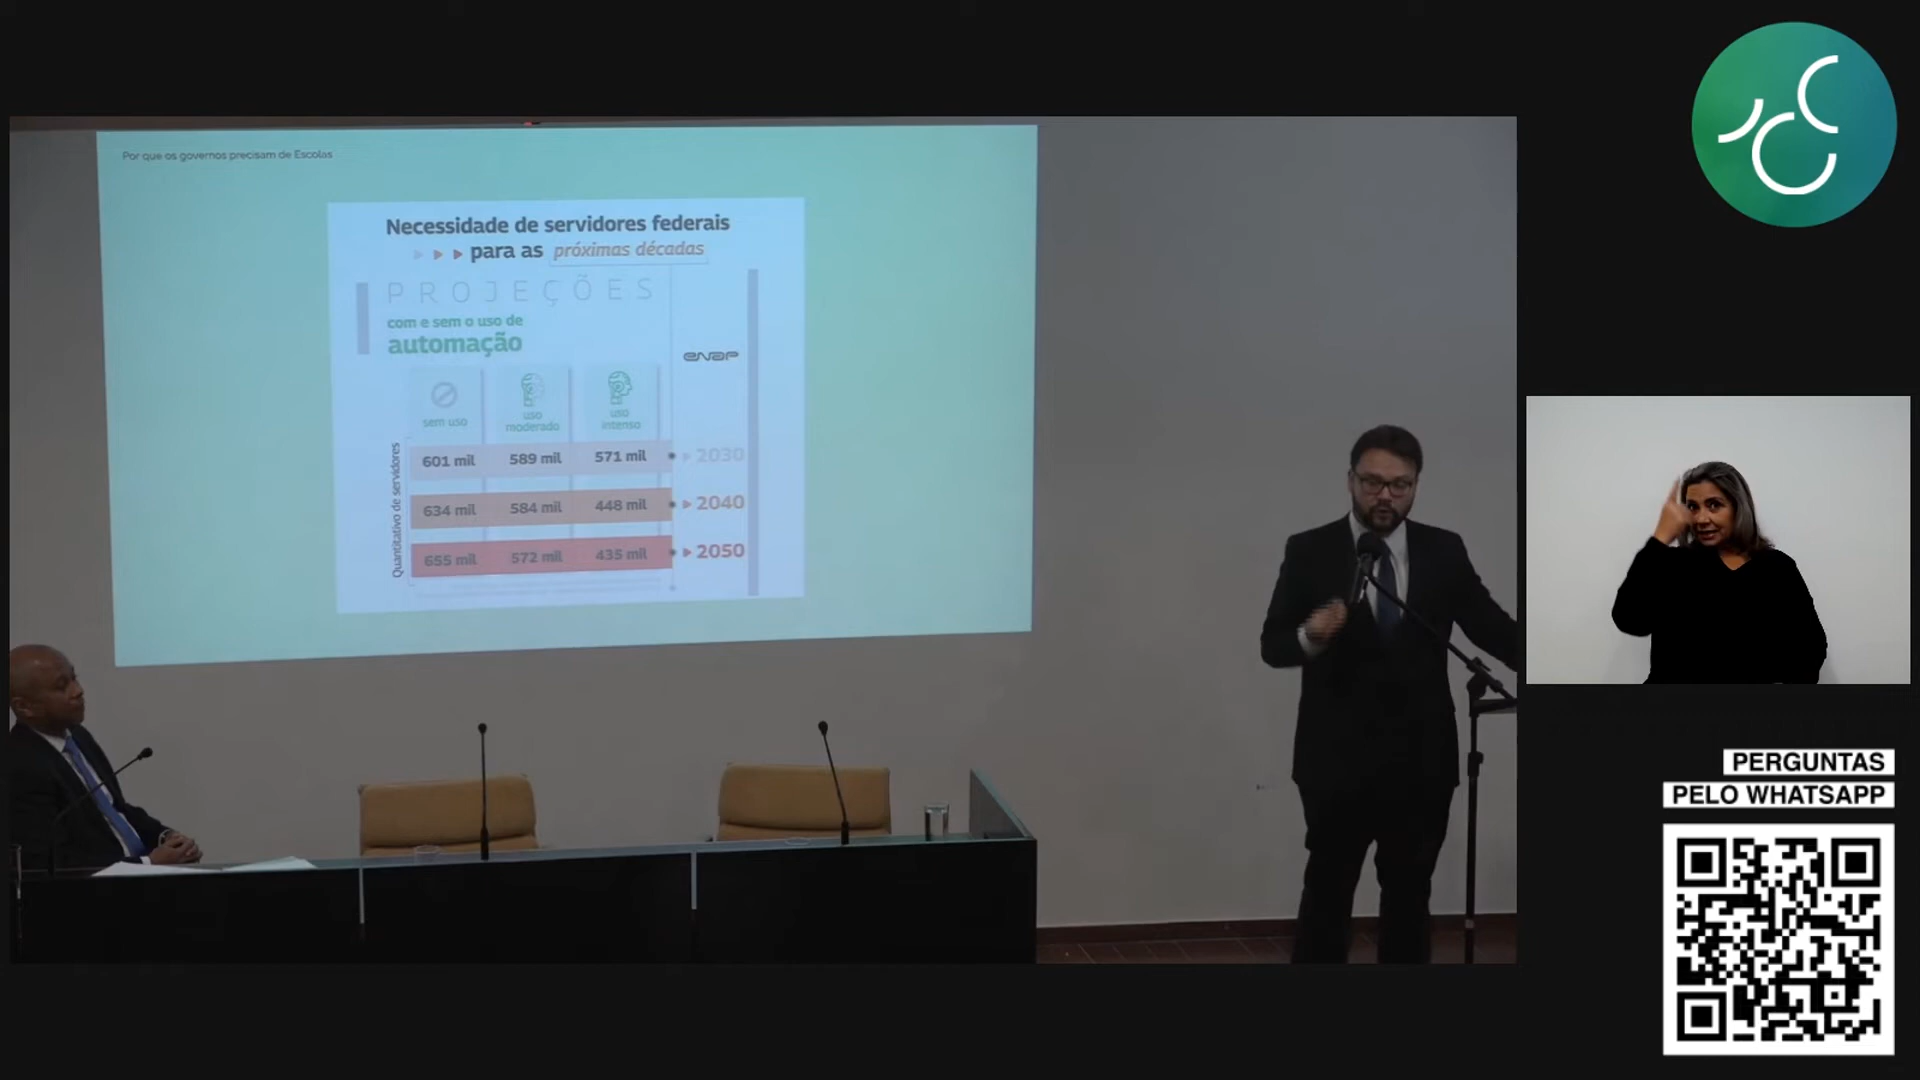 Por que os governos precisam de Escolas
Necessidade de servidores federais
para as próximas décadas
PROJEÇÕES
com e sem o uso de
automação
enap
sem uso
uso
moderado
uso
intenso
Quantitativo de servidores
601 mil 589 mil 571 mil 2030
634 mil 584 mil 448 mil 2040
655 mil 572 mil 435 mil 2050
PERGUNTAS
PELO WHATSAPP